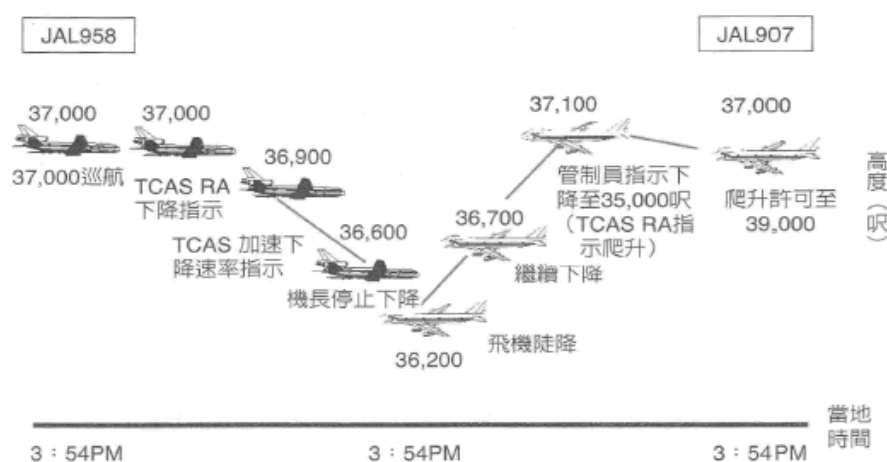 JAL958
JAL907
37,000
37,000
37,100
37,000
36,900
37,000巡航
TCAS RA
下降指示
管制員指示下
降至35,000呎
（TCAS RA指
示爬升）
爬升許可至
39,000
高度（呎）
36,700
36,600
TCAS 加速下
降速率指示
繼續下降
機長停止下降
飛機陡降
36,200
當地
時間
3：54PM
3：54PM
3：54PM